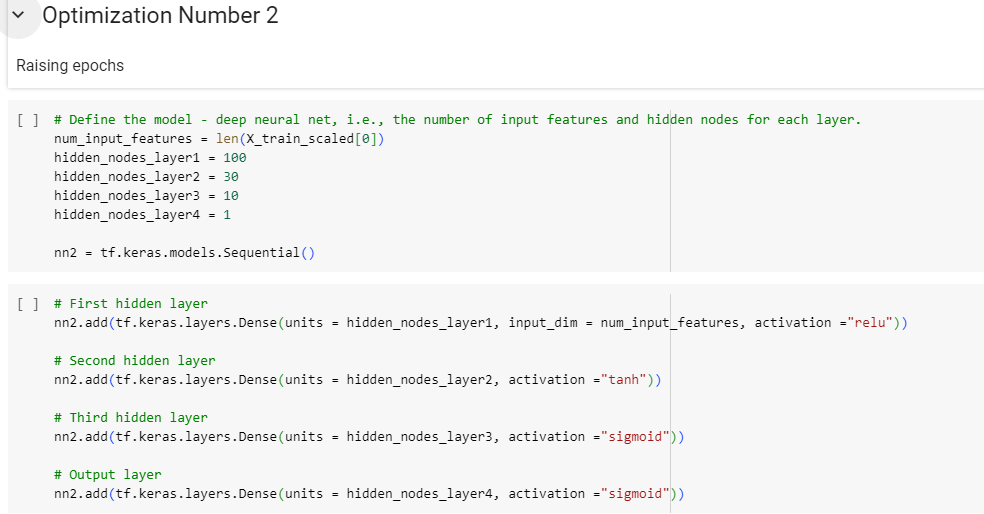 Optimization Number 2
Raising epochs
[ ] # Define the model - deep neural net, i.e., the number of input features and hidden nodes for each layer.
num_input_features = len(X_train_scaled[0])
hidden_nodes_layer1 = 100
hidden_nodes_layer2 = 30
hidden_nodes_layer3 = 10
hidden_nodes_layer4 = 1
nn2 = tf.keras.models.Sequential()
[ ] # First hidden layer
nn2.add(tf.keras.layers.Dense(units = hidden_nodes_layer1, input_dim = num_input_features, activation ="relu"))
# Second hidden layer
nn2.add(tf.keras.layers.Dense(units = hidden_nodes_layer2, activation ="tanh"))
# Third hidden layer
nn2.add(tf.keras.layers.Dense(units = hidden_nodes_layer3, activation ="sigmoid"))
# Output layer
nn2.add(tf.keras.layers.Dense(units = hidden_nodes_layer4, activation ="sigmoid"))